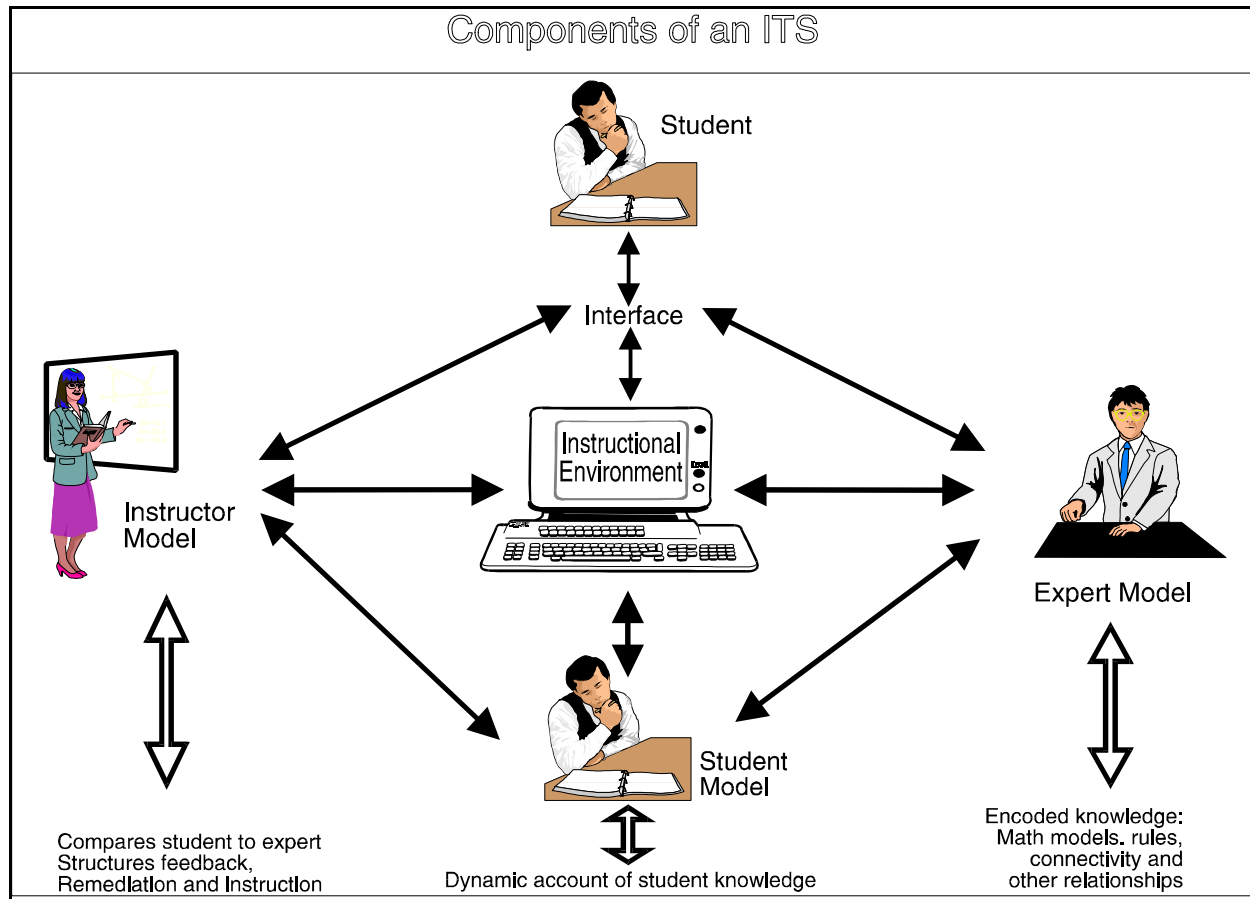 Components of an ITS
Student
Interface
Instructional
Environment
Instructor
Model
Expert Model
Student
Model
Compares student to expert
Structures feedback,
Remediation and Instruction
Dynamic account of student knowledge
Encoded knowledge:
Math models. rules,
connectivity and
other relationships